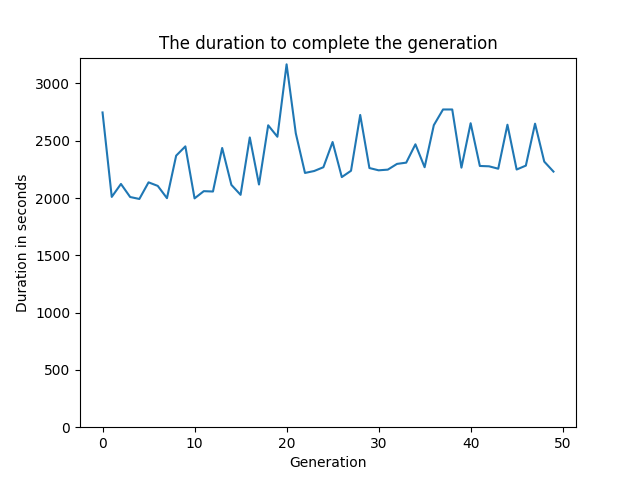 The duration to complete the generation
3000
2500
2000
1500
1000
500
0
Duration in seconds
0 10 20 30 40 50
Generation